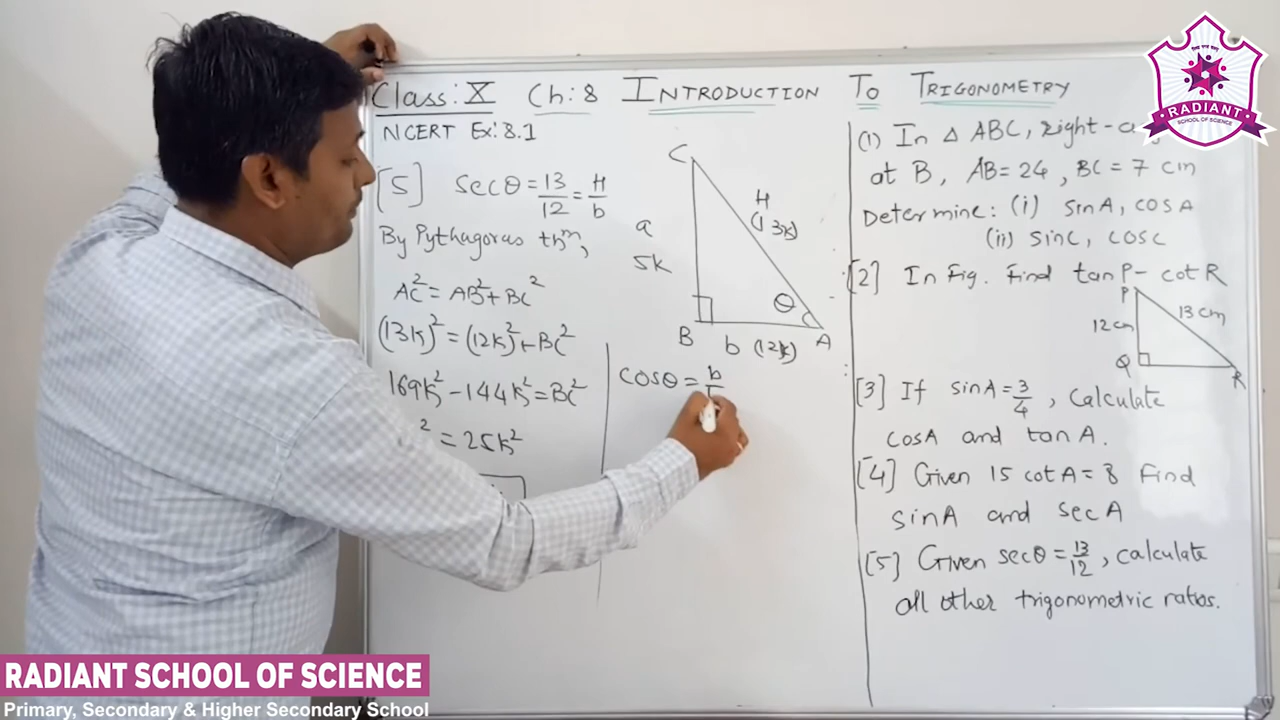 Class: X Ch: 8 INTRODUCTION TO TRIGONOMETRY
NCERT Ex: 8.1
[5] secθ = 13/12 = H/b
By Pythagoras thm,
AC² = AB² + BC²
(13k)² = (12k)² + BC²
169k² - 144k² = BC²
² = 25k²
C
H
(13k)
a
5k
θ
B
b (12k)
A
cosθ = b
(1) In △ ABC, right-
at B, AB = 24, BC = 7 cm
Determine: (i) sinA, cosA
(ii) sinC, cosC
[2] In Fig. Find tanP - cotR
P
13 cm
12 cm
Q
R
[3] If sinA = 3/4, calculate
cosA and tanA.
[4] Given 15 cotA = 8 Find
sinA and secA
[5] Given secθ = 13/12, calculate
all other trigonometric ratios.
RADIANT
SCHOOL OF SCIENCE
RADIANT SCHOOL OF SCIENCE
Primary, Secondary & Higher Secondary School